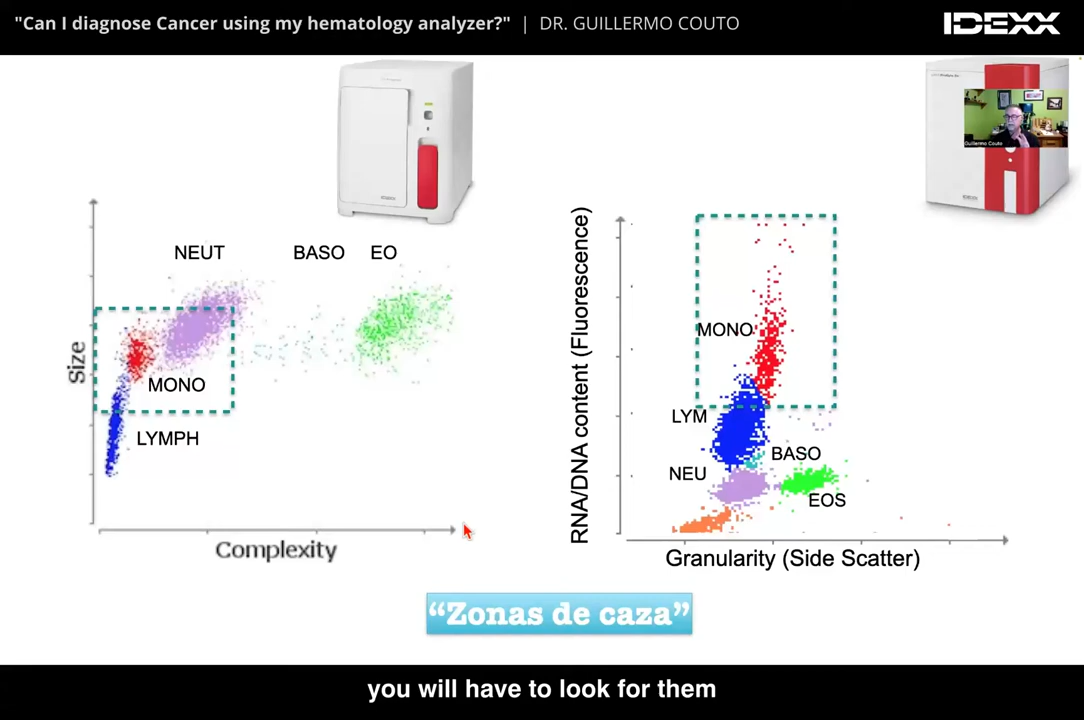 "Can I diagnose Cancer using my hematology analyzer?" | DR. GUILLERMO COUTO
IDEXX
Guillermo Couto
NEUT
BASO
EO
MONO
LYMPH
Size
Complexity
RNA/DNA content (Fluorescence)
MONO
LYM
BASO
NEU
EOS
Granularity (Side Scatter)
“Zonas de caza”
you will have to look for them